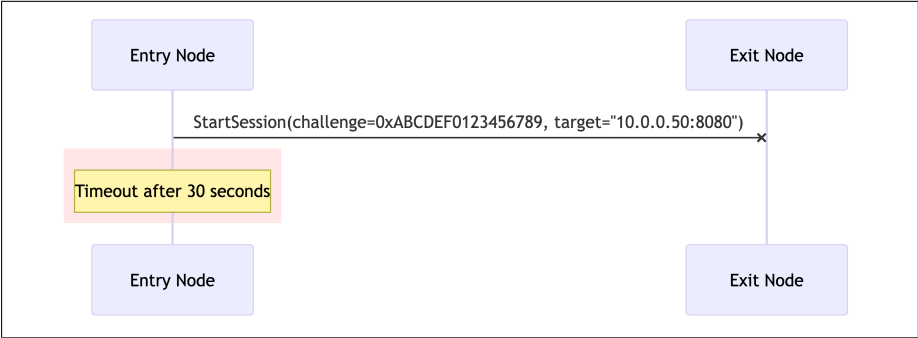 Entry Node
Exit Node
StartSession(challenge=0xABCDEF0123456789, target="10.0.0.50:8080")
Timeout after 30 seconds
Entry Node
Exit Node